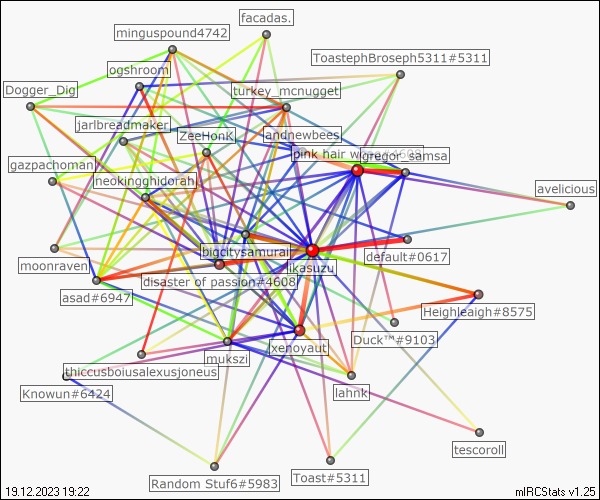 facadas.
minguspound4742
ToastephBroseph5311#5311
ogshroom
Dogger_Dig
turkey_mcnugget
jarlbreadmaker
ZeeHonK
andnewbees
pink hair
#4608
gregor_samsa
gazpachoman
neokingghidorah
avelicious
bigcitysamurai
moonraven
default#0617
likasuzu
disaster of passion#4608
asad#6947
Heighleaigh#8575
Duck™#9103
xenoyaut
mukszi
thiccusboiusalexusjoneus
lahnk
Knowun#6424
tescoroll
Random Stuf6#5983
Toast#5311
19.12.2023 19:22
mIRCStats v1.25